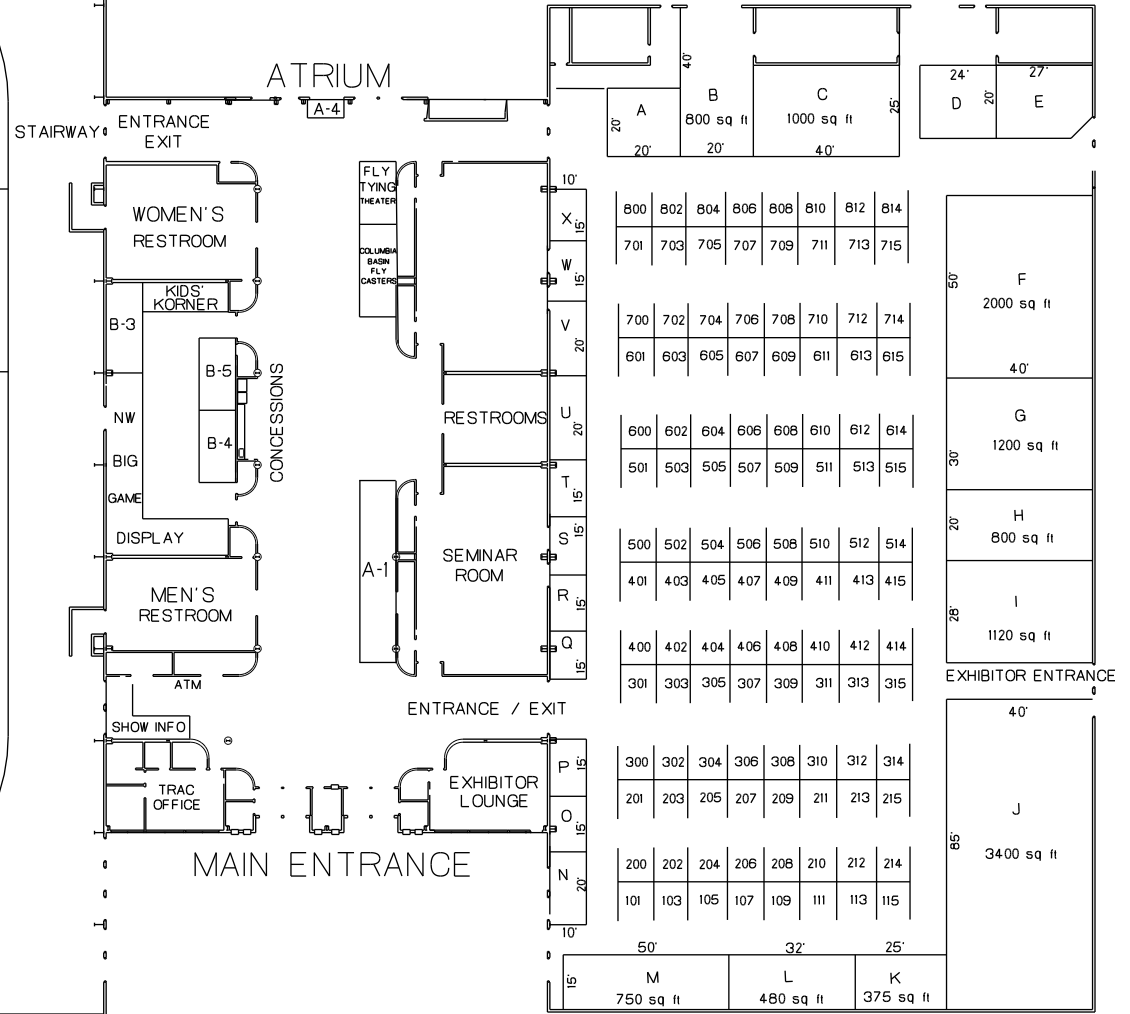 ATRIUM
A-4
STAIRWAY
ENTRANCE
EXIT
WOMEN'S
RESTROOM
KIDS'
KORNER
B-3
B-5
B-4
CONCESSIONS
NW
BIG
GAME
DISPLAY
MEN'S
RESTROOM
ATM
SHOW INFO
TRAC
OFFICE
MAIN ENTRANCE
FLY
TYING
THEATER
COLUMBIA
BASIN
FLY
CASTERS
RESTROOMS
A-1
SEMINAR
ROOM
ENTRANCE / EXIT
EXHIBITOR
LOUNGE
A
20'
20'
40'
B
800 sq ft
20'
C
1000 sq ft
25'
40'
24'
D
20'
27'
E
10'
X
15'
W
15'
V
20'
U
20'
T
15'
S
15'
R
15'
Q
15'
P
15'
O
15'
N
20'
10'
800 802 804 806 808 810 812 814
701 703 705 707 709 711 713 715
700 702 704 706 708 710 712 714
601 603 605 607 609 611 613 615
600 602 604 606 608 610 612 614
501 503 505 507 509 511 513 515
500 502 504 506 508 510 512 514
401 403 405 407 409 411 413 415
400 402 404 406 408 410 412 414
301 303 305 307 309 311 313 315
300 302 304 306 308 310 312 314
201 203 205 207 209 211 213 215
200 202 204 206 208 210 212 214
101 103 105 107 109 111 113 115
50'
F
2000 sq ft
40'
G
1200 sq ft
30'
20'
H
800 sq ft
28'
I
1120 sq ft
EXHIBITOR ENTRANCE
40'
J
85'
3400 sq ft
50'
15'
M
750 sq ft
32'
L
480 sq ft
25'
K
375 sq ft